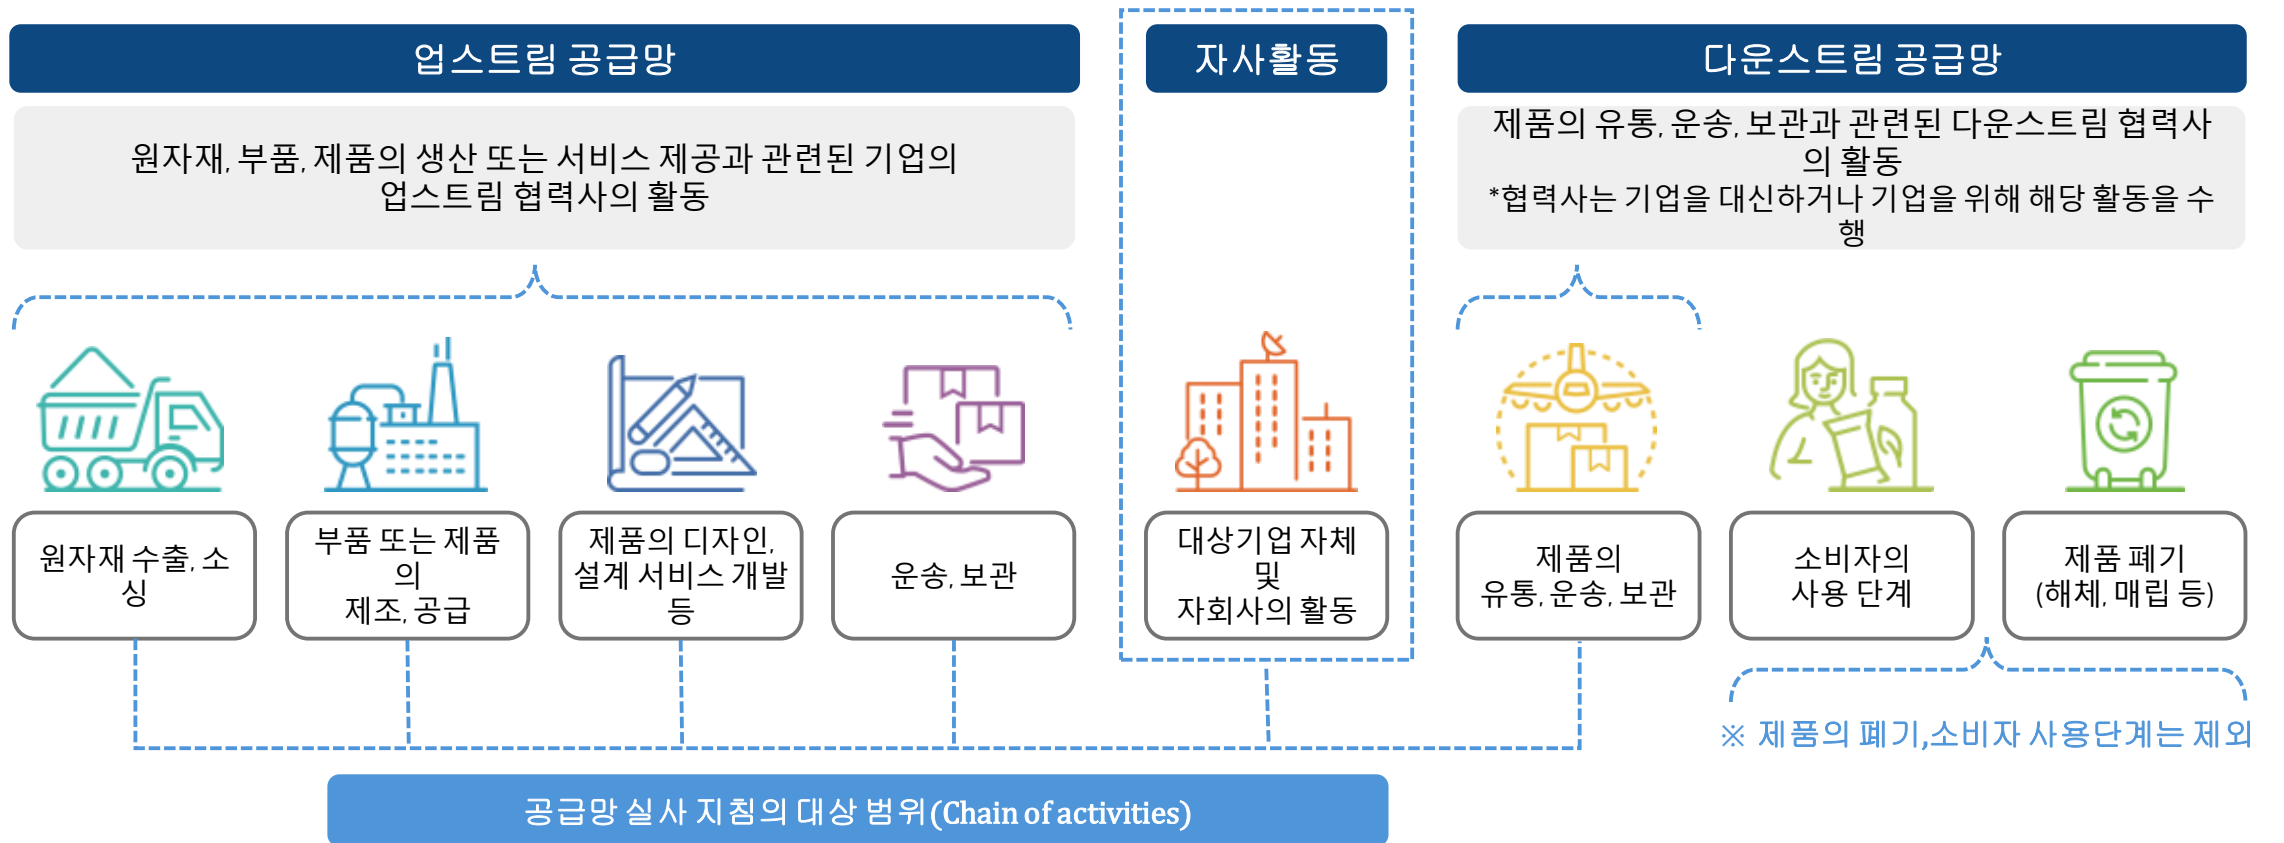 업스트림 공급망
자사활동
다운스트림 공급망
원자재, 부품, 제품의 생산 또는 서비스 제공과 관련된 기업의
업스트림 협력사의 활동
제품의 유통, 운송, 보관과 관련된 다운스트림 협력사
의 활동
*협력사는 기업을 대신하거나 기업을 위해 해당 활동을 수
행
원자재 수출, 소
싱
부품 또는 제품
의
제조, 공급
제품의 디자인,
설계 서비스 개발
등
운송, 보관
대상기업 자체
및
자회사의 활동
제품의
유통, 운송, 보관
소비자의
사용 단계
제품 폐기
(해체, 매립 등)
※ 제품의 폐기,소비자 사용단계는 제외
공급망 실사 지침의 대상 범위(Chain of activities)